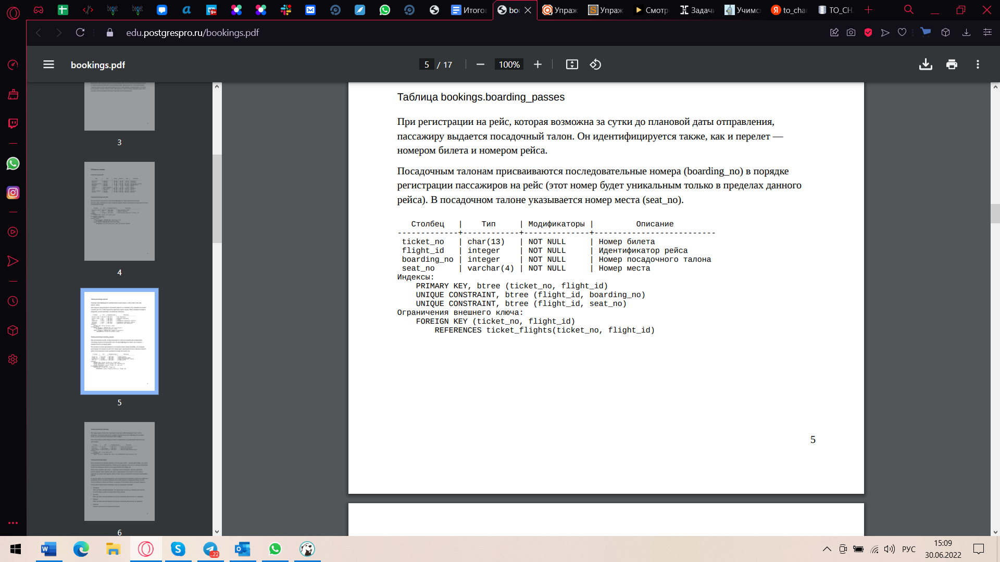 Итогов
boo
Упраж
Упраж
Смотр
Задачи
Учимс
to_cha
TO_CH
edu.postgrespro.ru/bookings.pdf
bookings.pdf
5 / 17
100%
3
4
5
6
Таблица bookings.boarding_passes
При регистрации на рейс, которая возможна за сутки до плановой даты отправления,
пассажиру выдается посадочный талон. Он идентифицируется также, как и перелет —
номером билета и номером рейса.
Посадочным талонам присваиваются последовательные номера (boarding_no) в порядке
регистрации пассажиров на рейс (этот номер будет уникальным только в пределах данного
рейса). В посадочном талоне указывается номер места (seat_no).
Столбец | Тип | Модификаторы | Описание
-------------+------------+--------------+--------------------------
ticket_no | char(13) | NOT NULL | Номер билета
flight_id | integer | NOT NULL | Идентификатор рейса
boarding_no | integer | NOT NULL | Номер посадочного талона
seat_no | varchar(4) | NOT NULL | Номер места
Индексы:
PRIMARY KEY, btree (ticket_no, flight_id)
UNIQUE CONSTRAINT, btree (flight_id, boarding_no)
UNIQUE CONSTRAINT, btree (flight_id, seat_no)
Ограничения внешнего ключа:
FOREIGN KEY (ticket_no, flight_id)
REFERENCES ticket_flights(ticket_no, flight_id)
5
РУС
15:09
30.06.2022